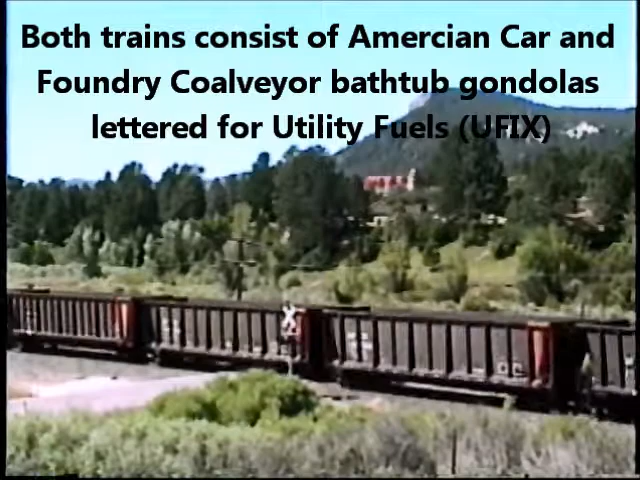 Both trains consist of Amercian Car and
Foundry Coalveyor bathtub gondolas
lettered for Utility Fuels (UFIX)